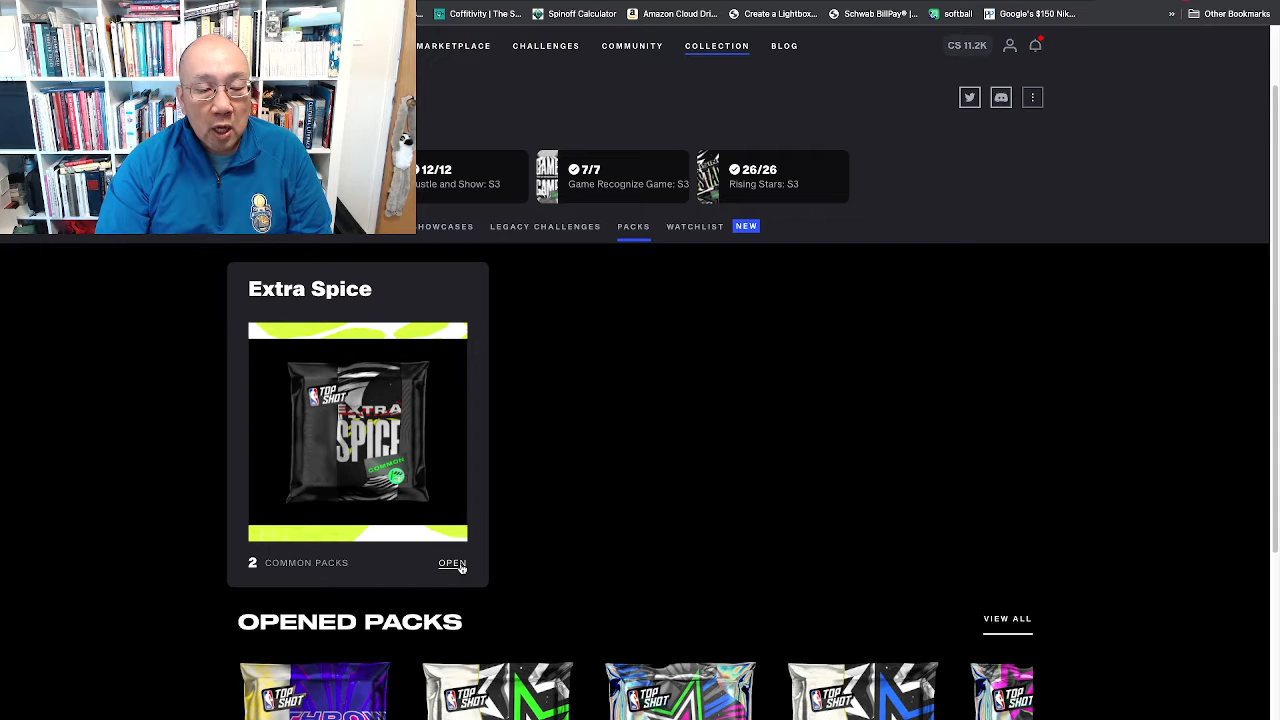 Coffitivity | The S...
Spinfit Calculator
Amazon Cloud Dri...
Create a Lightbox...
Schwab BillPay® |...
softball
Google's $150 Nik...
»
Other Bookmarks
MARKETPLACE
CHALLENGES
COMMUNITY
COLLECTION
BLOG
CS 11.2K
12/12
ustle and Show: S3
7/7
Game Recognize Game: S3
26/26
Rising Stars: S3
HOWCASES
LEGACY CHALLENGES
PACKS
WATCHLIST
NEW
Extra Spice
TOP
SHOT
EXTRA
SPICE
COMMON
2 COMMON PACKS
OPEN
OPENED PACKS
VIEW ALL
TOP
SHOT
TOP
SHOT
TOP
SHOT
TOP
SHOT
TOP
SHOT